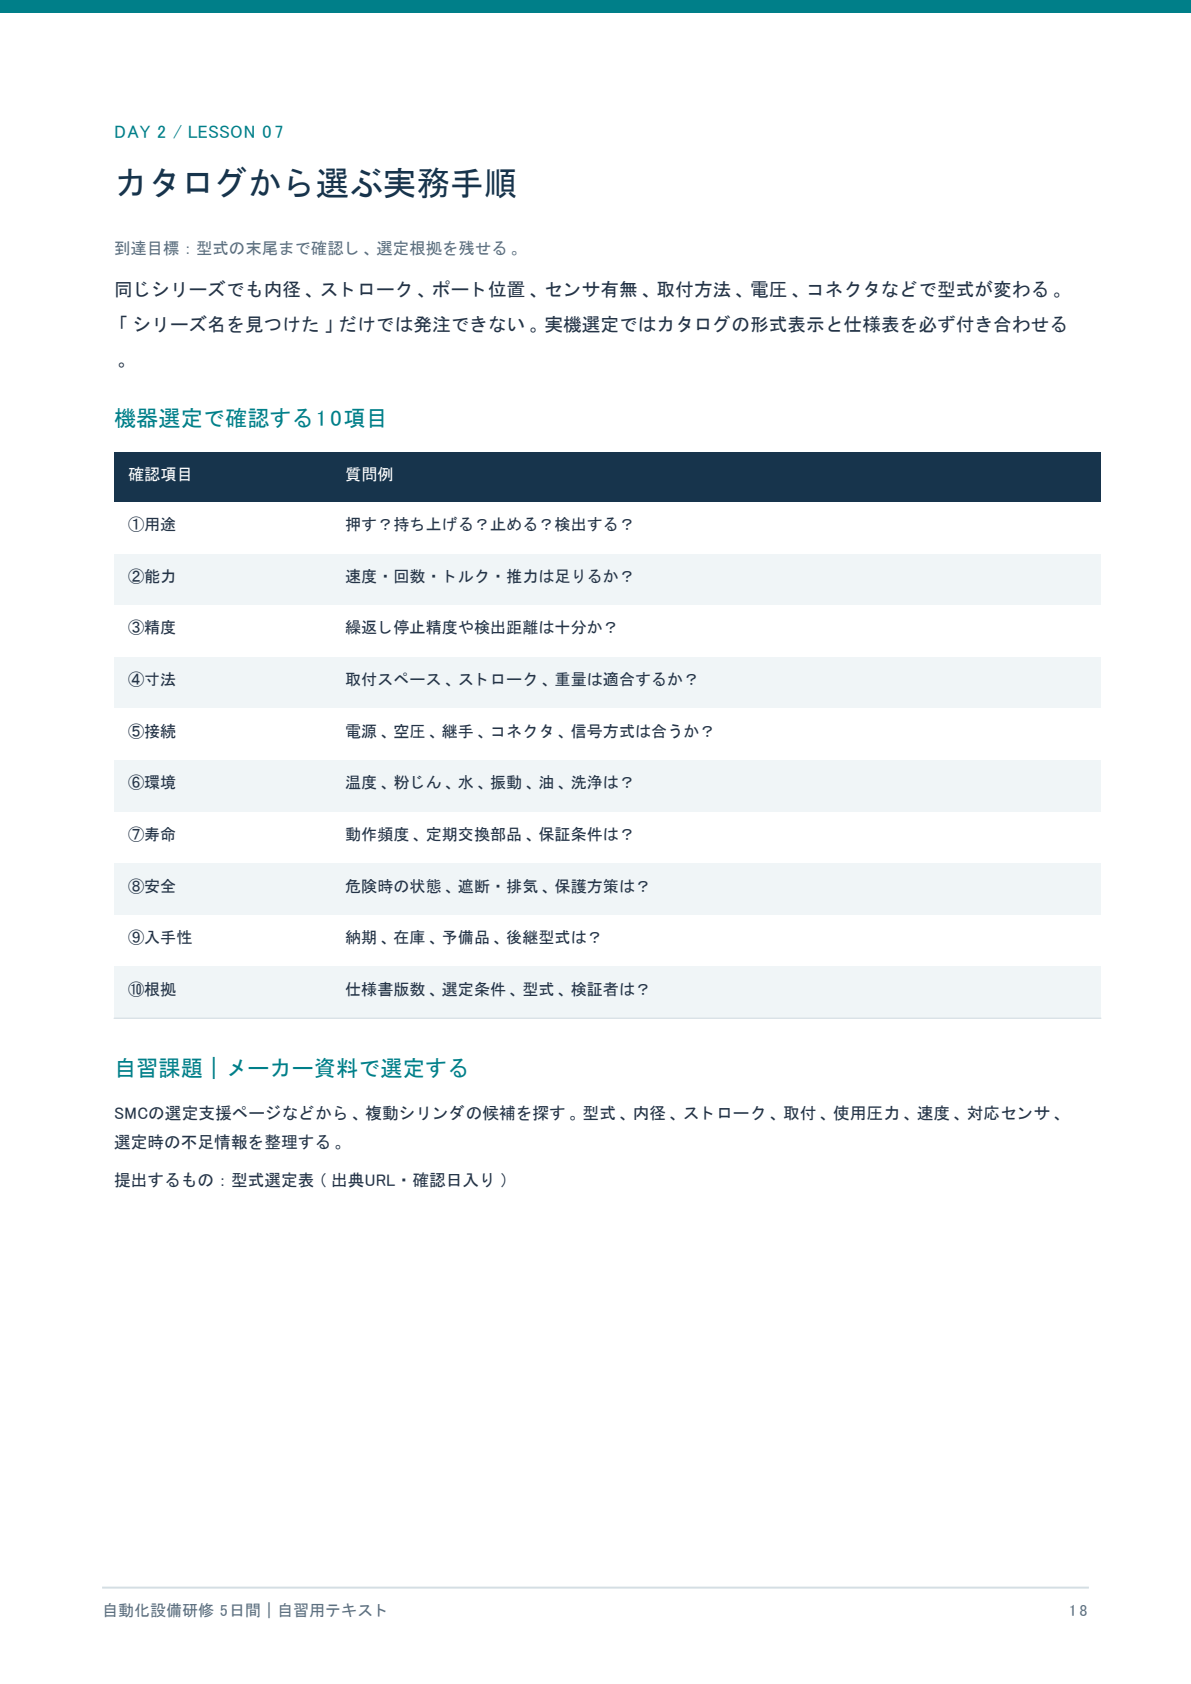 DAY 2 / LESSON 07
カタログから選ぶ実務手順
到達目標：型式の末尾まで確認し、選定根拠を残せる。
同じシリーズでも内径、ストローク、ポート位置、センサ有無、取付方法、電圧、コネクタなどで型式が変わる。
「シリーズ名を見つけた」だけでは発注できない。実機選定ではカタログの形式表示と仕様表を必ず付き合わせる
。
機器選定で確認する10項目
確認項目 質問例
①用途 押す？持ち上げる？止める？検出する？
②能力 速度・回数・トルク・推力は足りるか？
③精度 繰返し停止精度や検出距離は十分か？
④寸法 取付スペース、ストローク、重量は適合するか？
⑤接続 電源、空圧、継手、コネクタ、信号方式は合うか？
⑥環境 温度、粉じん、水、振動、油、洗浄は？
⑦寿命 動作頻度、定期交換部品、保証条件は？
⑧安全 危険時の状態、遮断・排気、保護方策は？
⑨入手性 納期、在庫、予備品、後継型式は？
⑩根拠 仕様書版数、選定条件、型式、検証者は？
自習課題｜メーカー資料で選定する
SMCの選定支援ページなどから、複動シリンダの候補を探す。型式、内径、ストローク、取付、使用圧力、速度、対応センサ、
選定時の不足情報を整理する。
提出するもの：型式選定表（出典URL・確認日入り）
自動化設備研修 5日間｜自習用テキスト 18